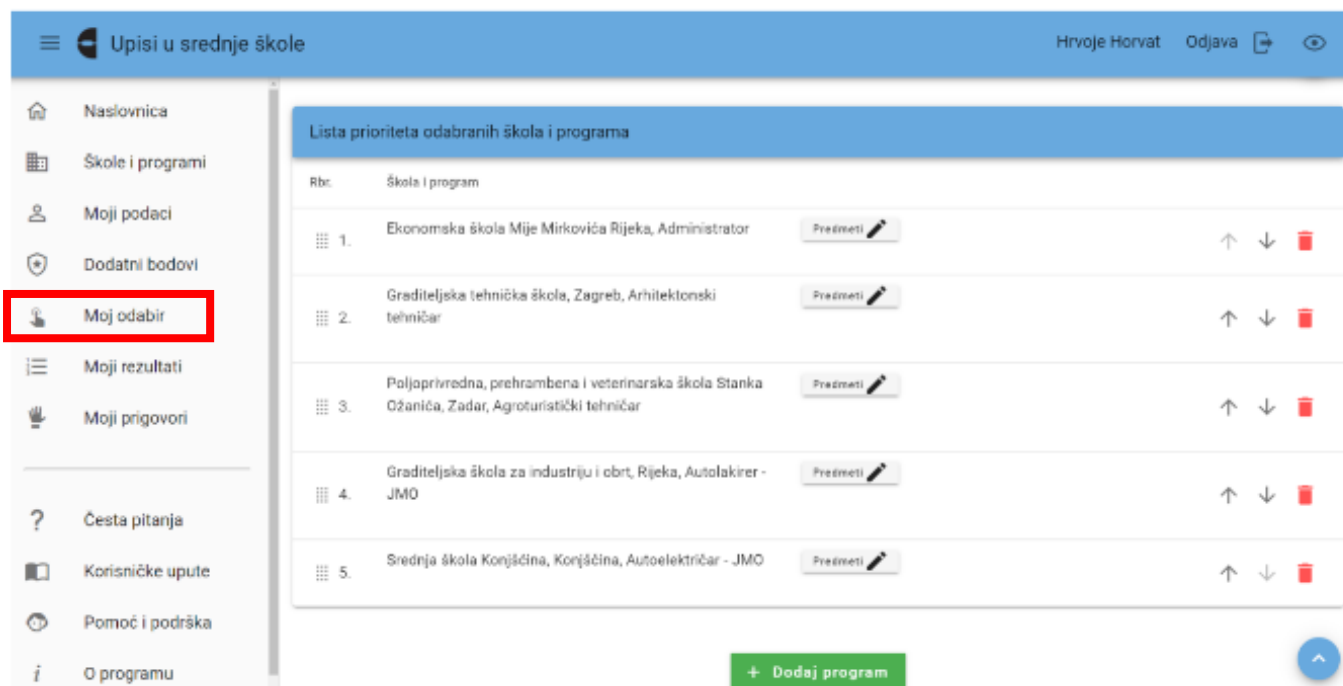 Upisi u srednje škole
Hrvoje Horvat
Odjava
Naslovnica
Škole i programi
Moji podaci
Dodatni bodovi
Moj odabir
Moji rezultati
Moji prigovori
Česta pitanja
Korisničke upute
Pomoć i podrška
O programu
Lista prioriteta odabranih škola i programa
Rbr.
Škola i program
1.
Ekonomska škola Mije Mirkovića Rijeka, Administrator
Predmeti
2.
Graditeljska tehnička škola, Zagreb, Arhitektonski
tehničar
Predmeti
3.
Poljoprivredna, prehrambena i veterinarska škola Stanka
Ožanića, Zadar, Agroturistički tehničar
Predmeti
4.
Graditeljska škola za industriju i obrt, Rijeka, Autolakirer -
JMO
Predmeti
5.
Srednja škola Konjščina, Konjščina, Autoelektričar - JMO
Predmeti
+ Dodaj program